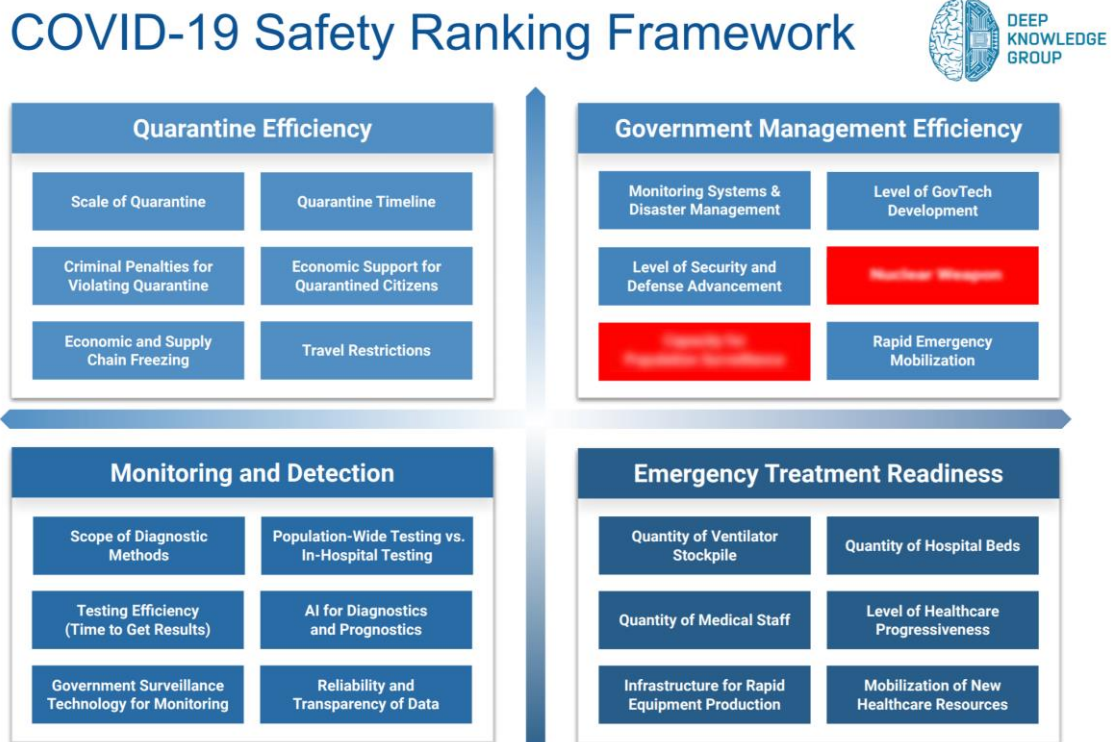 COVID-19 Safety Ranking Framework
DEEP
KNOWLEDGE
GROUP
Quarantine Efficiency
Scale of Quarantine
Quarantine Timeline
Criminal Penalties for
Violating Quarantine
Economic Support for
Quarantined Citizens
Economic and Supply
Chain Freezing
Travel Restrictions
Government Management Efficiency
Monitoring Systems &
Disaster Management
Level of GovTech
Development
Level of Security and
Defense Advancement
Rapid Emergency
Mobilization
Monitoring and Detection
Scope of Diagnostic
Methods
Population-Wide Testing vs.
In-Hospital Testing
Testing Efficiency
(Time to Get Results)
AI for Diagnostics
and Prognostics
Government Surveillance
Technology for Monitoring
Reliability and
Transparency of Data
Emergency Treatment Readiness
Quantity of Ventilator
Stockpile
Quantity of Hospital Beds
Quantity of Medical Staff
Level of Healthcare
Progressiveness
Infrastructure for Rapid
Equipment Production
Mobilization of New
Healthcare Resources